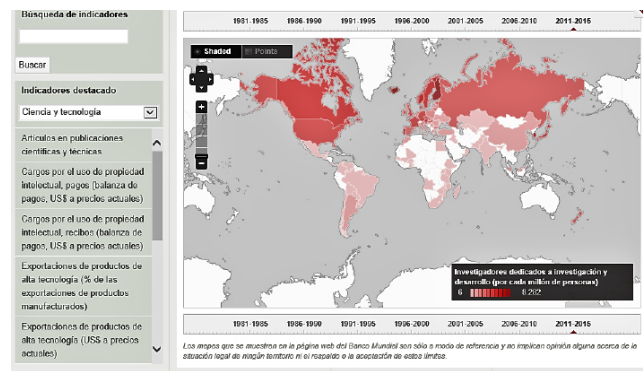 Búsqueda de indicadores
Buscar
Indicadores destacado
Ciencia y tecnología
Artículos en publicaciones
científicas y técnicas
Cargos por el uso de propiedad
intelectual, pagos (balanza de
pagos, US$ a precios actuales)
Cargos por el uso de propiedad
intelectual, recibos (balanza de
pagos, US$ a precios actuales)
Exportaciones de productos de
alta tecnología (% de las
exportaciones de productos
manufacturados)
Exportaciones de productos de
alta tecnología (US$ a precios
actuales)
1981-1985 1986-1990 1991-1995 1996-2000 2001-2005 2006-2010 2011-2015
Shaded Points
Investigadores dedicados a investigación y
desarrollo (por cada millón de personas)
6 8.282
1981-1985 1986-1990 1991-1995 1996-2000 2001-2005 2006-2010 2011-2015
Los mapas que se muestran en la página web del Banco Mundial son sólo a modo de referencia y no implican opinión alguna acerca de la
situación legal de ningún territorio ni el respaldo o la aceptación de estos límites.